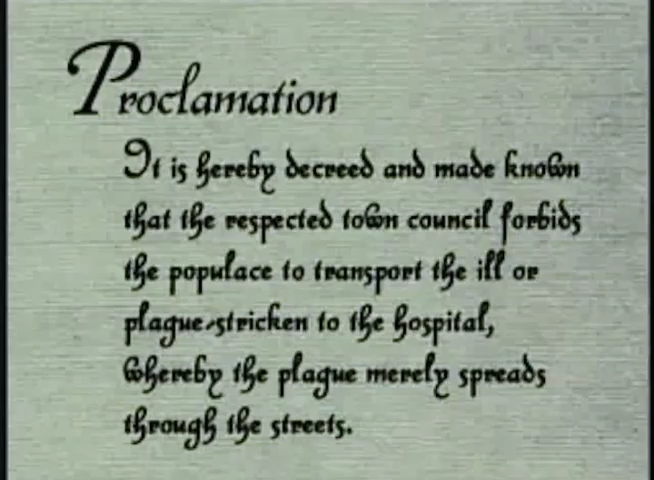 Proclamation
It is hereby decreed and made known
that the respected town council forbids
the populace to transport the ill or
plague-stricken to the hospital,
whereby the plague merely spreads
through the streets.